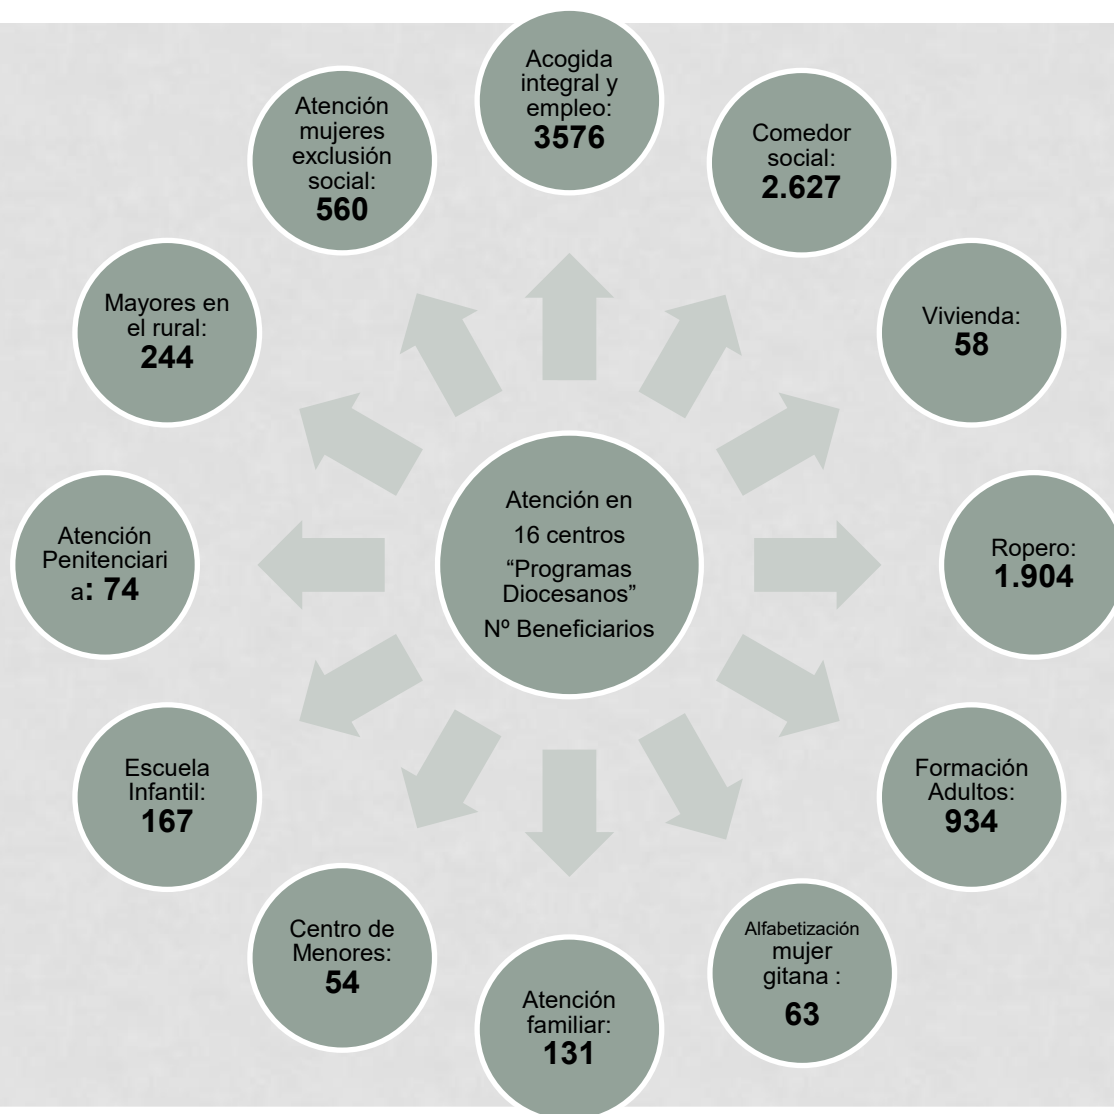 Acogida
integral y
empleo:
3576
Comedor
social:
2.627
Vivienda:
58
Ropero:
1.904
Formación
Adultos:
934
Alfabetización
mujer
gitana :
63
Atención
familiar:
131
Centro de
Menores:
54
Escuela
Infantil:
167
Atención
Penitenciari
a: 74
Mayores en
el rural:
244
Atención
mujeres
exclusión
social:
560
Atención en
16 centros
“Programas
Diocesanos”
Nº Beneficiarios